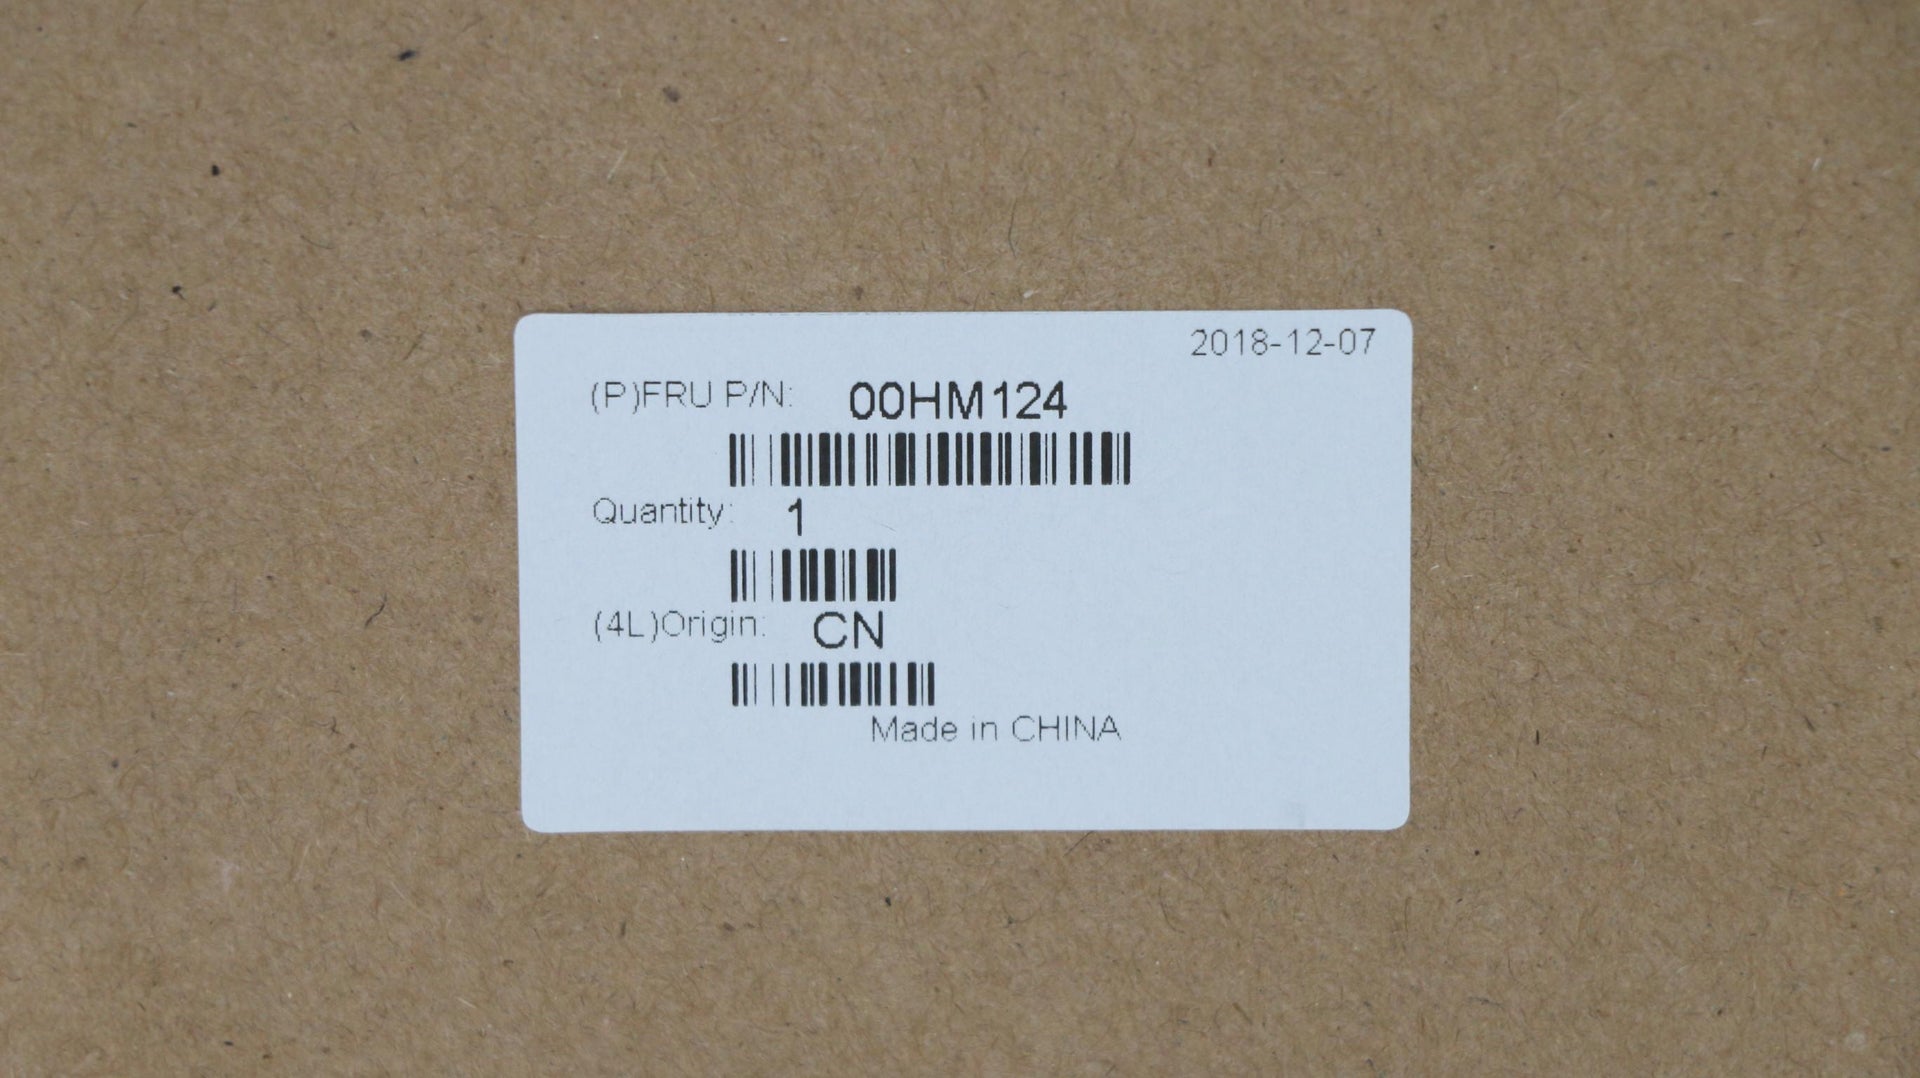 2018-12-07
(P)FRU P/N: 00HM124
Quantity: 1
(4L)Origin: CN
Made in CHINA